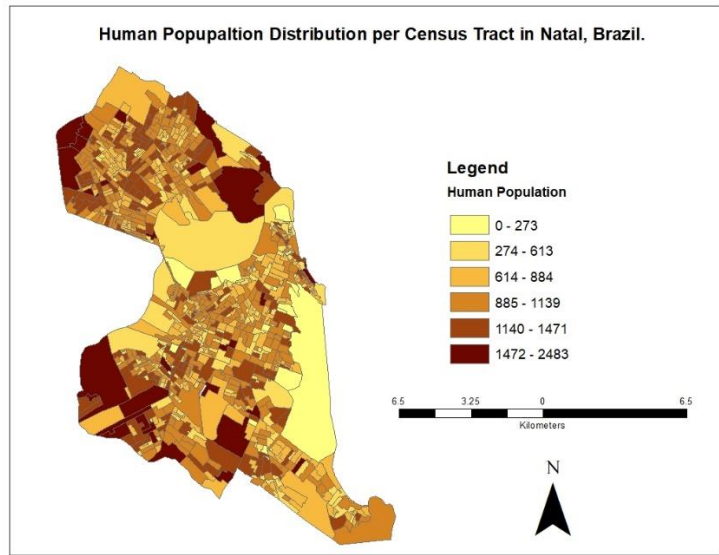 Human Popupaltion Distribution per Census Tract in Natal, Brazil.
Legend
Human Population
0 - 273
274 - 613
614 - 884
885 - 1139
1140 - 1471
1472 - 2483
6.5 3.25 0 6.5
Kilometers
N